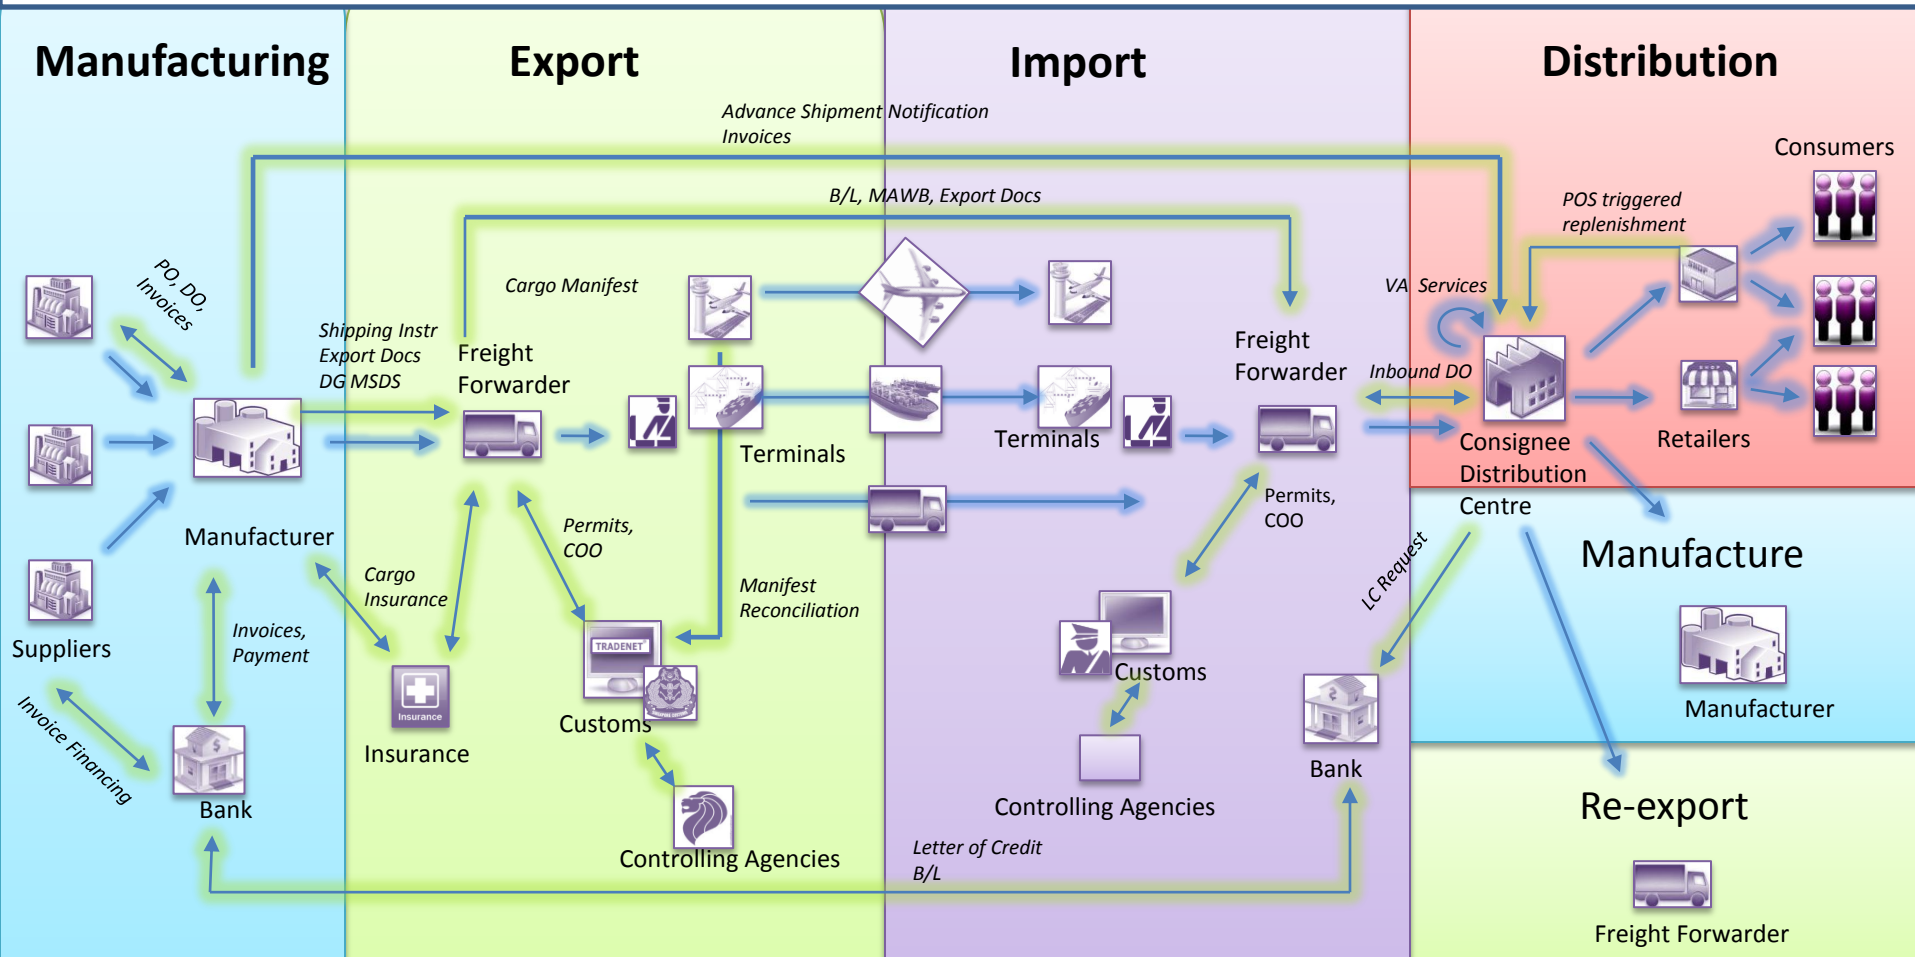 Manufacturing
Export
Import
Distribution
Advance Shipment Notification
Invoices
Consumers
B/L, MAWB, Export Docs
POS triggered
replenishment
PO, DO,
Invoices
Cargo Manifest
VA Services
Shipping Instr
Export Docs
DG MSDS
Freight
Forwarder
Freight
Forwarder
Inbound DO
SHOP
SHOP
Terminals
Terminals
Consignee
Distribution
Centre
Retailers
Manufacturer
Permits,
COO
Permits,
COO
Cargo
Insurance
Manifest
Reconciliation
LC Request
Manufacture
Suppliers
Invoices,
Payment
TRADENET
Customs
Insurance
Customs
Insurance
Invoice Financing
Manufacturer
Bank
Bank
Controlling Agencies
Controlling Agencies
Re-export
Letter of Credit
B/L
Freight Forwarder